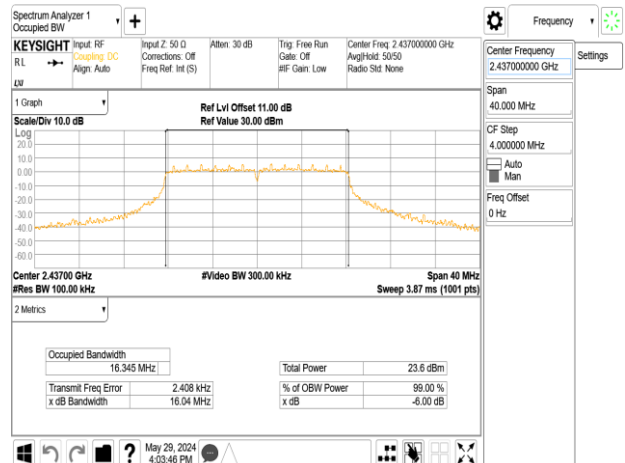 Spectrum Analyzer 1
Occupied BW
Frequency
KEYSIGHT
RL
LXI
Input: RF
Coupling: DC
Align: Auto
Input Z: 50 Ω
Corrections: Off
Freq Ref: Int (S)
Atten: 30 dB
Trig: Free Run
Gate: Off
#IF Gain: Low
Center Freq: 2.437000000 GHz
Avg|Hold: 50/50
Radio Std: None
Center Frequency
2.437000000 GHz
Settings
Span
40.000 MHz
CF Step
4.000000 MHz
Auto
Man
Freq Offset
0 Hz
1 Graph
Scale/Div 10.0 dB
Ref Lvl Offset 11.00 dB
Ref Value 30.00 dBm
Log
20.0
10.0
0.00
-10.0
-20.0
-30.0
-40.0
-50.0
-60.0
Center 2.43700 GHz
#Res BW 100.00 kHz
#Video BW 300.00 kHz
Span 40 MHz
Sweep 3.87 ms (1001 pts)
2 Metrics
Occupied Bandwidth
16.345 MHz
Total Power 23.6 dBm
Transmit Freq Error 2.408 kHz
% of OBW Power 99.00 %
x dB Bandwidth 16.04 MHz
x dB -6.00 dB
?
May 29, 2024
4:03:46 PM